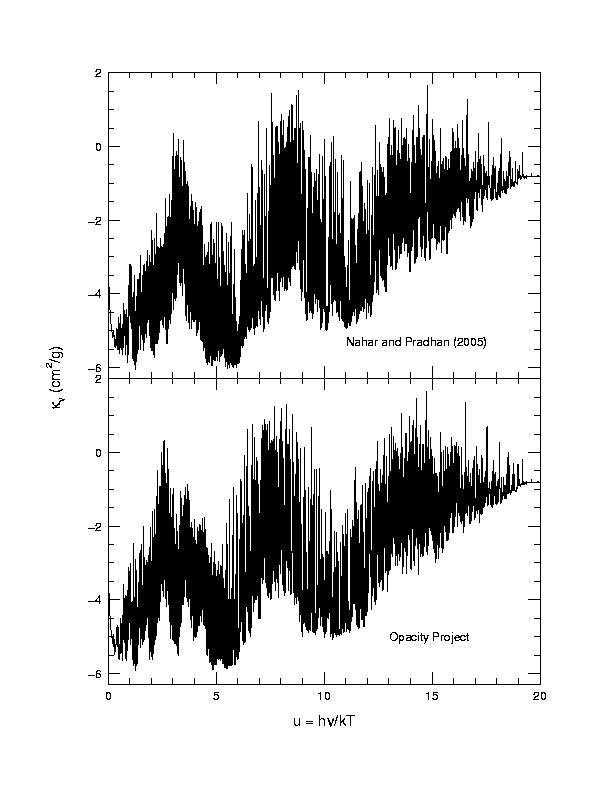 2
0
−2
−4
−6
Nahar and Pradhan (2005)
κν (cm²/g)
2
0
−2
−4
−6
Opacity Project
0 5 10 15 20
u = hν/kT